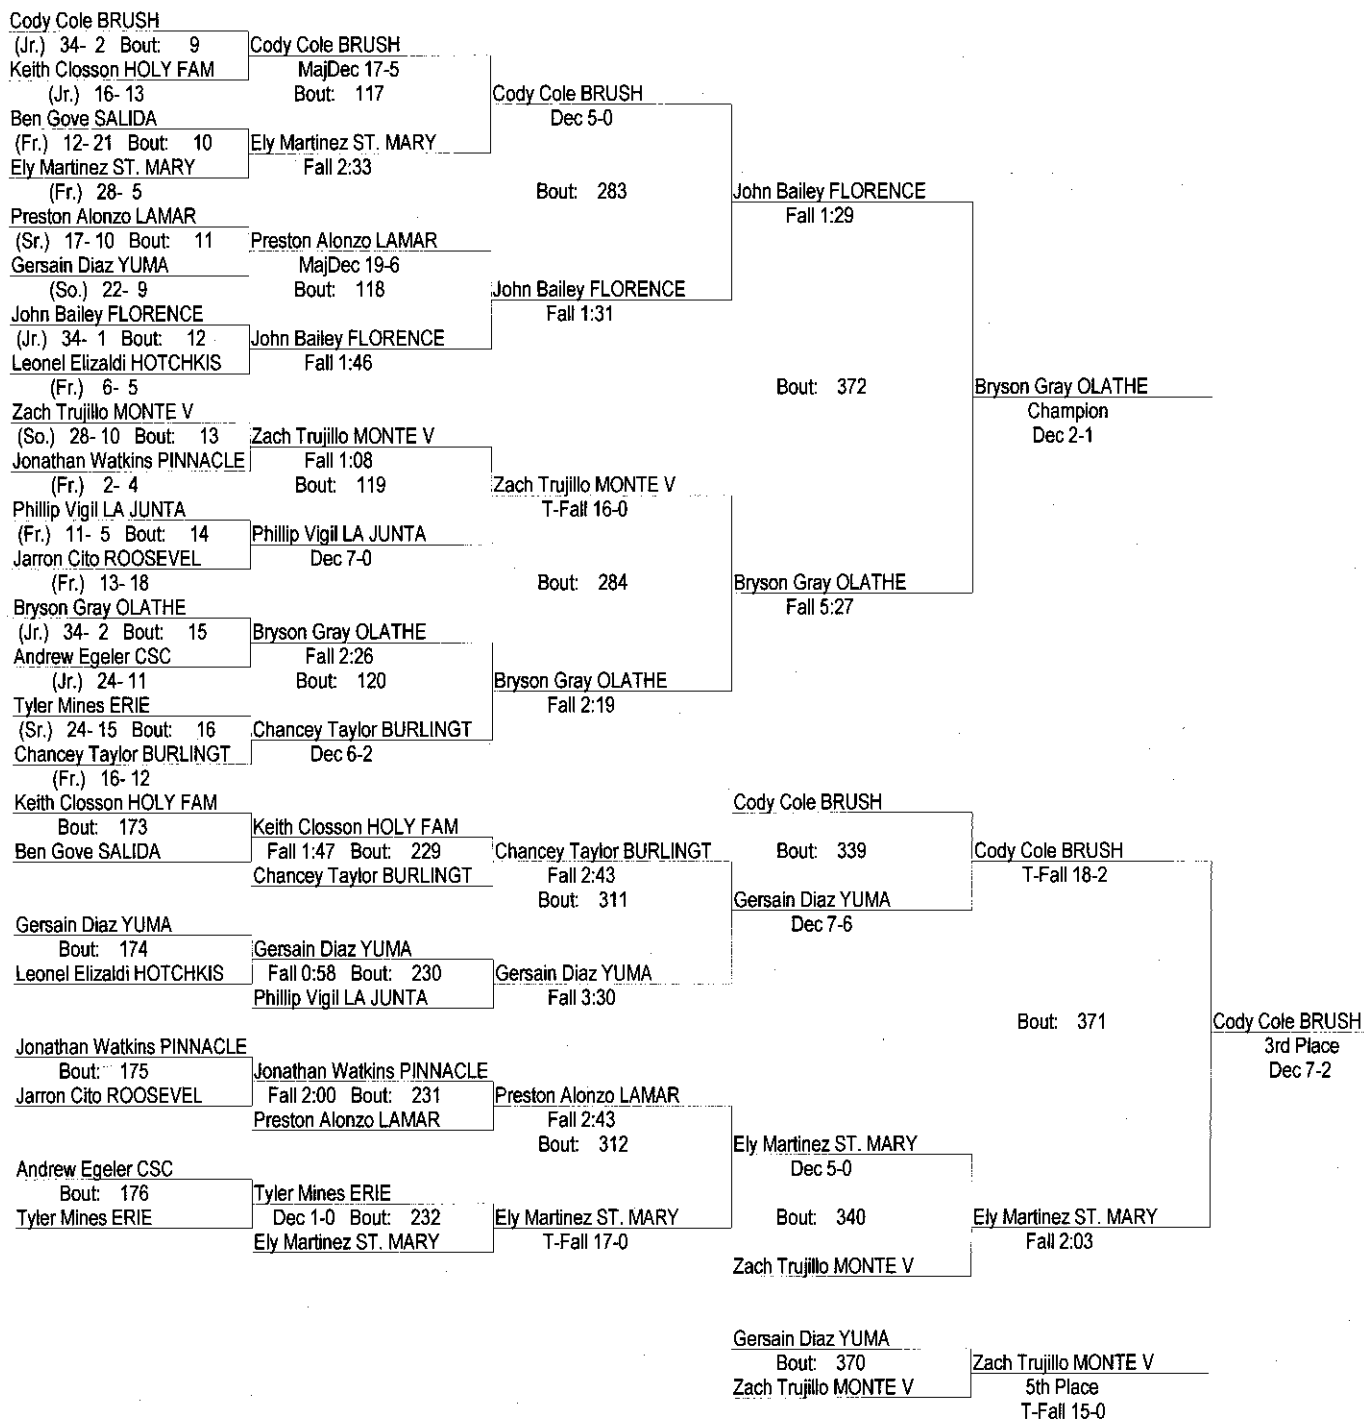 Cody Cole BRUSH
(Jr.) 34- 2 Bout: 9
Keith Closson HOLY FAM
(Jr.) 16- 13
Ben Gove SALIDA
(Fr.) 12- 21 Bout: 10
Ely Martinez ST. MARY
(Fr.) 28- 5
Preston Alonzo LAMAR
(Sr.) 17- 10 Bout: 11
Gersain Diaz YUMA
(So.) 22- 9
John Bailey FLORENCE
(Jr.) 34- 1 Bout: 12
Leonel Elizaldi HOTCHKIS
(Fr.) 6- 5
Zach Trujillo MONTE V
(So.) 28- 10 Bout: 13
Jonathan Watkins PINNACLE
(Fr.) 2- 4
Phillip Vigil LA JUNTA
(Fr.) 11- 5 Bout: 14
Jarron Cito ROOSEVEL
(Fr.) 13- 18
Bryson Gray OLATHE
(Jr.) 34- 2 Bout: 15
Andrew Egeler CSC
(Jr.) 24- 11
Tyler Mines ERIE
(Sr.) 24- 15 Bout: 16
Chancey Taylor BURLINGT
(Fr.) 16- 12
Cody Cole BRUSH
MajDec 17-5
Bout: 117
Ely Martinez ST. MARY
Fall 2:33
Preston Alonzo LAMAR
MajDec 19-6
Bout: 118
John Bailey FLORENCE
Fall 1:46
Zach Trujillo MONTE V
Fall 1:08
Bout: 119
Phillip Vigil LA JUNTA
Dec 7-0
Bryson Gray OLATHE
Fall 2:26
Bout: 120
Chancey Taylor BURLINGT
Dec 6-2
Cody Cole BRUSH
Dec 5-0
Bout: 283
John Bailey FLORENCE
Fall 1:31
Zach Trujillo MONTE V
T-Fall 16-0
Bout: 284
Bryson Gray OLATHE
Fall 2:19
John Bailey FLORENCE
Fall 1:29
Bout: 372
Bryson Gray OLATHE
Fall 5:27
Bryson Gray OLATHE
Champion
Dec 2-1
Keith Closson HOLY FAM
Bout: 173
Ben Gove SALIDA
Gersain Diaz YUMA
Bout: 174
Leonel Elizaldi HOTCHKIS
Jonathan Watkins PINNACLE
Bout: 175
Jarron Cito ROOSEVEL
Andrew Egeler CSC
Bout: 176
Tyler Mines ERIE
Keith Closson HOLY FAM
Fall 1:47 Bout: 229
Chancey Taylor BURLINGT
Gersain Diaz YUMA
Fall 0:58 Bout: 230
Phillip Vigil LA JUNTA
Jonathan Watkins PINNACLE
Fall 2:00 Bout: 231
Preston Alonzo LAMAR
Tyler Mines ERIE
Dec 1-0 Bout: 232
Ely Martinez ST. MARY
Chancey Taylor BURLINGT
Fall 2:43
Bout: 311
Gersain Diaz YUMA
Fall 3:30
Preston Alonzo LAMAR
Fall 2:43
Bout: 312
Ely Martinez ST. MARY
T-Fall 17-0
Cody Cole BRUSH
Bout: 339
Gersain Diaz YUMA
Dec 7-6
Ely Martinez ST. MARY
Dec 5-0
Bout: 340
Zach Trujillo MONTE V
Cody Cole BRUSH
T-Fall 18-2
Bout: 371
Ely Martinez ST. MARY
Fall 2:03
Cody Cole BRUSH
3rd Place
Dec 7-2
Gersain Diaz YUMA
Bout: 370
Zach Trujillo MONTE V
Zach Trujillo MONTE V
5th Place
T-Fall 15-0